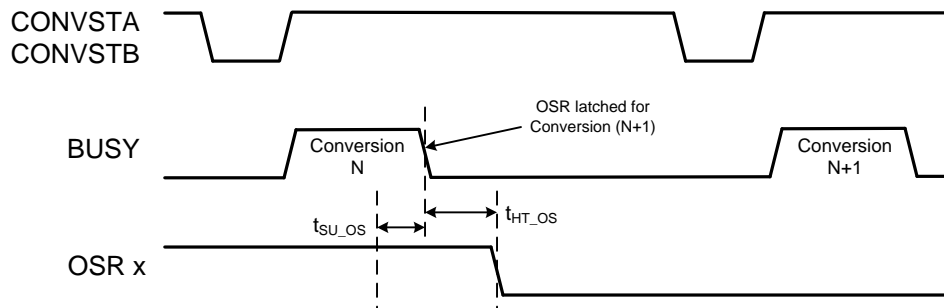 CONVSTA
CONVSTB
OSR latched for
Conversion (N+1)
BUSY
Conversion
N
Conversion
N+1
tSU_OS
tHT_OS
OSR x